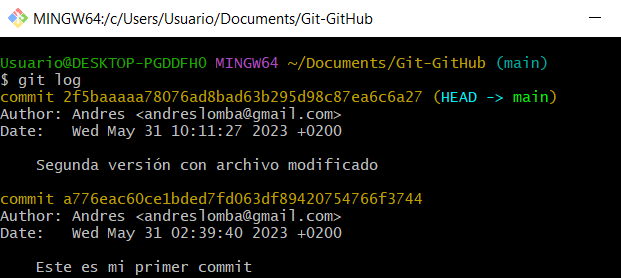 MINGW64:/c/Users/Usuario/Documents/Git-GitHub
Usuario@DESKTOP-PGDDFH0 MINGW64 ~/Documents/Git-GitHub (main)
$ git log
commit 2f5baaaaa78076ad8bad63b295d98c87ea6c6a27 (HEAD -> main)
Author: Andres <andreslomba@gmail.com>
Date:   Wed May 31 10:11:27 2023 +0200
Segunda versión con archivo modificado
commit a776eac60ce1bded7fd063df89420754766f3744
Author: Andres <andreslomba@gmail.com>
Date:   Wed May 31 02:39:40 2023 +0200
Este es mi primer commit